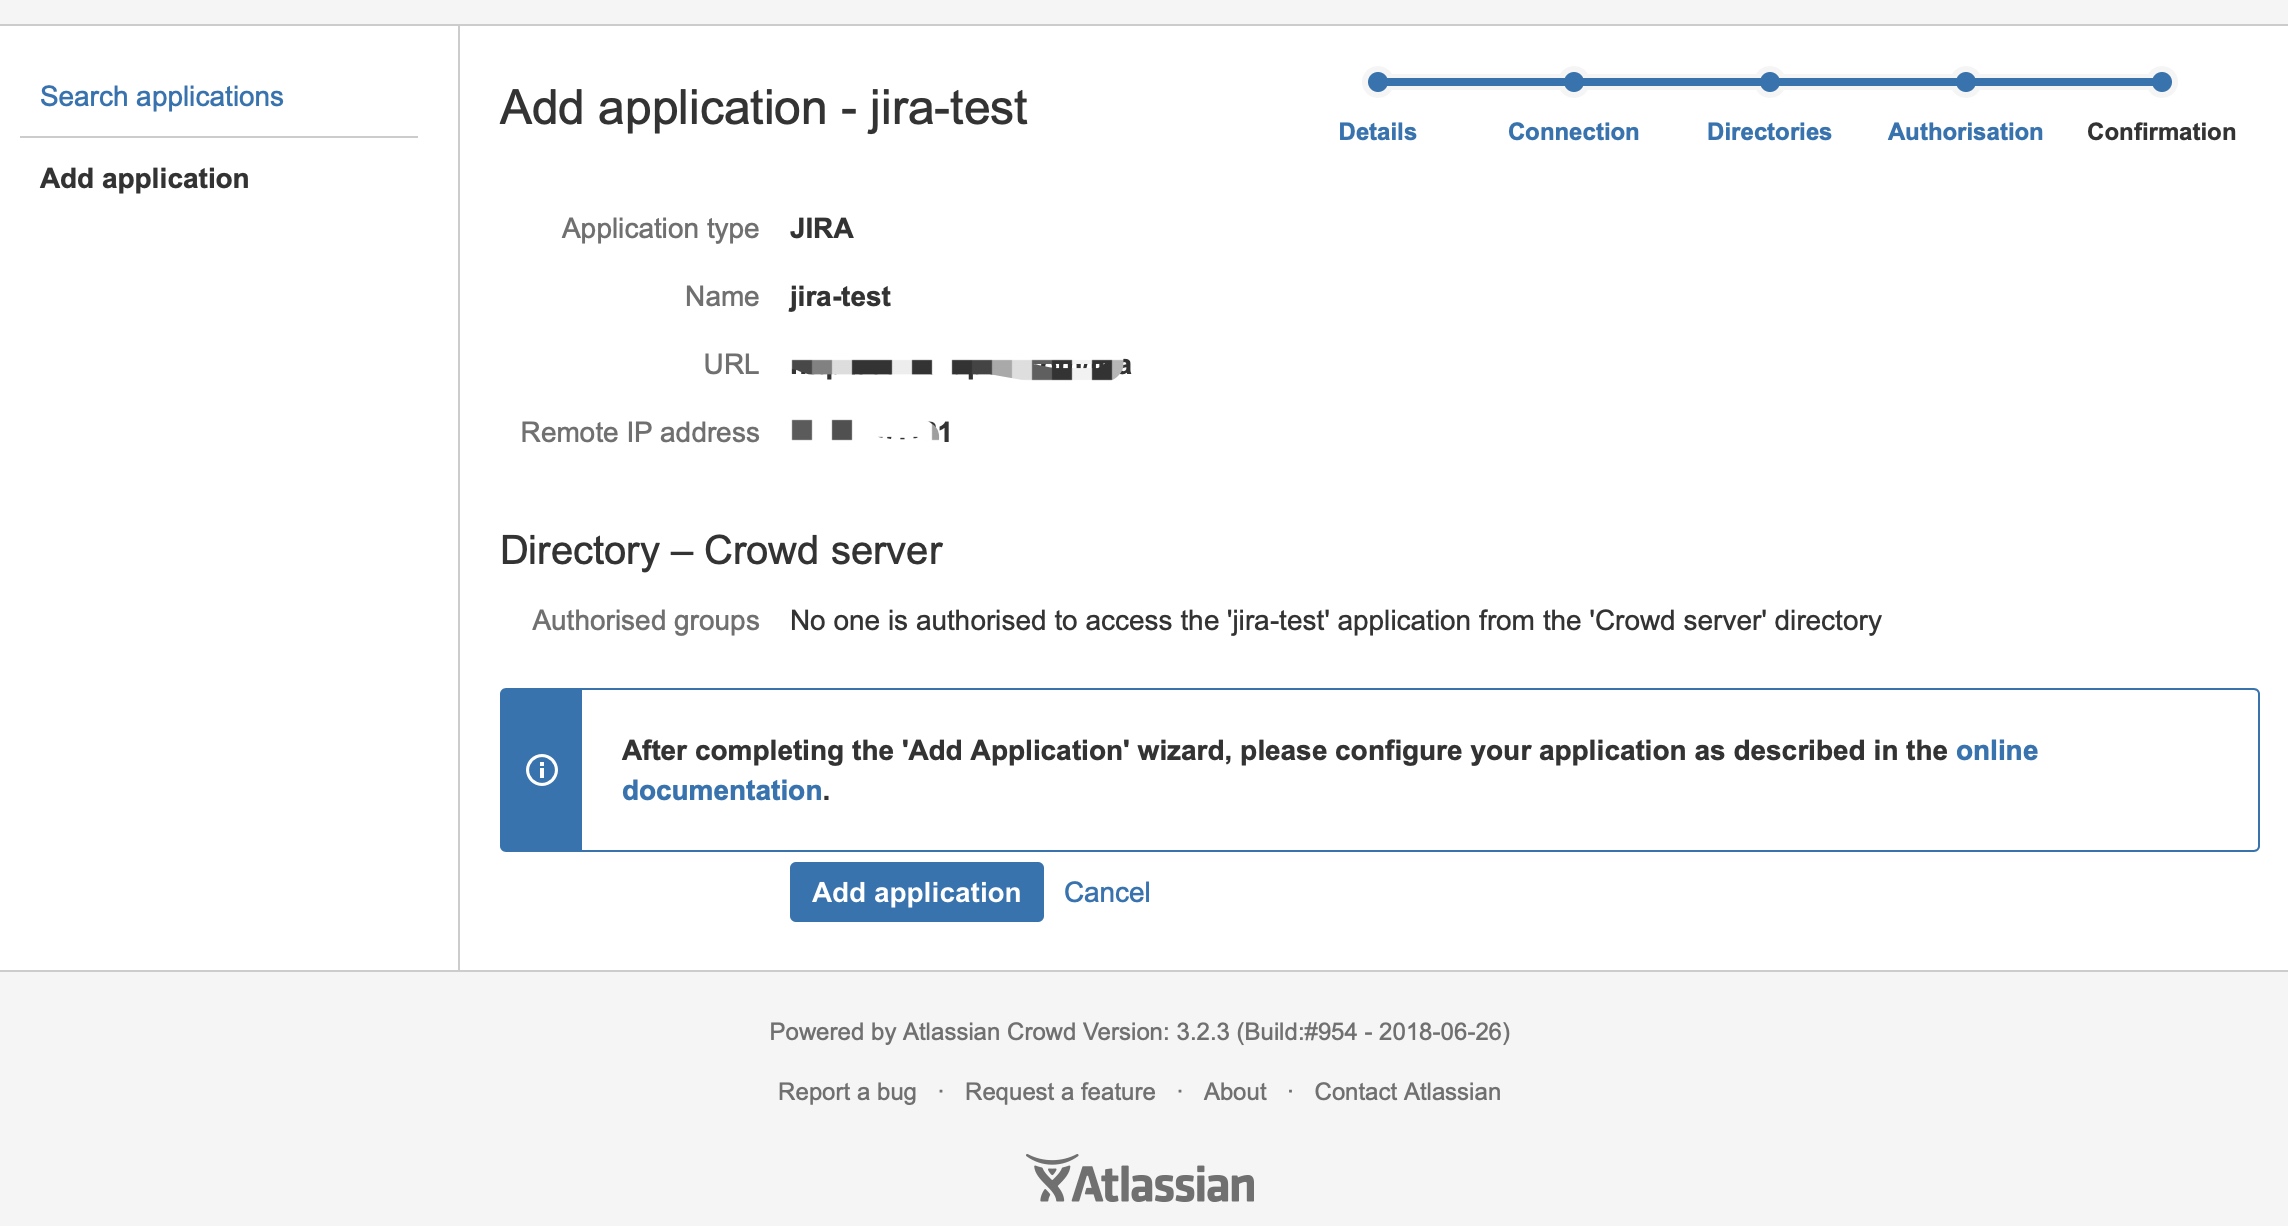 Search applications
Add application
Add application - jira-test
Details Connection Directories Authorisation Confirmation
Application type JIRA
Name jira-test
URL
Remote IP address
Directory – Crowd server
Authorised groups No one is authorised to access the 'jira-test' application from the 'Crowd server' directory
After completing the 'Add Application' wizard, please configure your application as described in the online
documentation.
Add application Cancel
Powered by Atlassian Crowd Version: 3.2.3 (Build:#954 - 2018-06-26)
Report a bug · Request a feature · About · Contact Atlassian
Atlassian